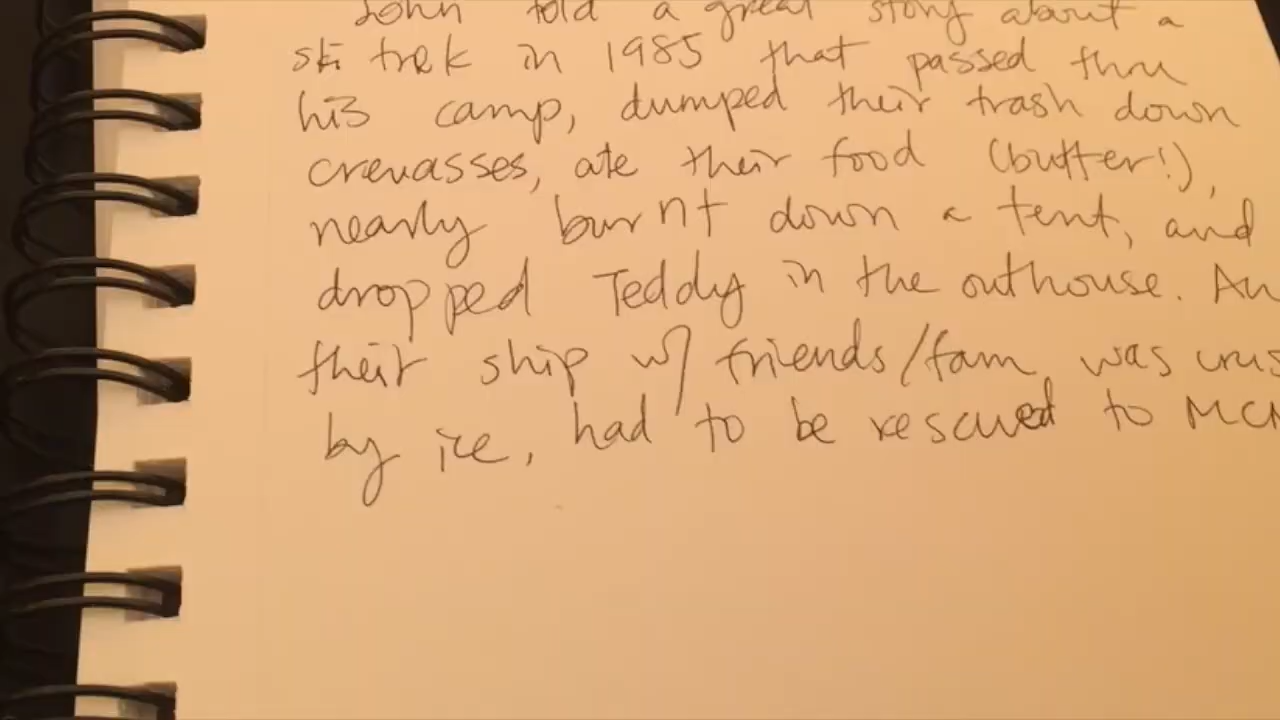 John told a great story about a
ski trek in 1985 that passed thru
his camp, dumped their trash down
crevasses, ate their food (butter!),
nearly burnt down a tent, and
dropped Teddy in the outhouse. An
their ship w/ friends/fam was crus
by ice, had to be rescued to MCM